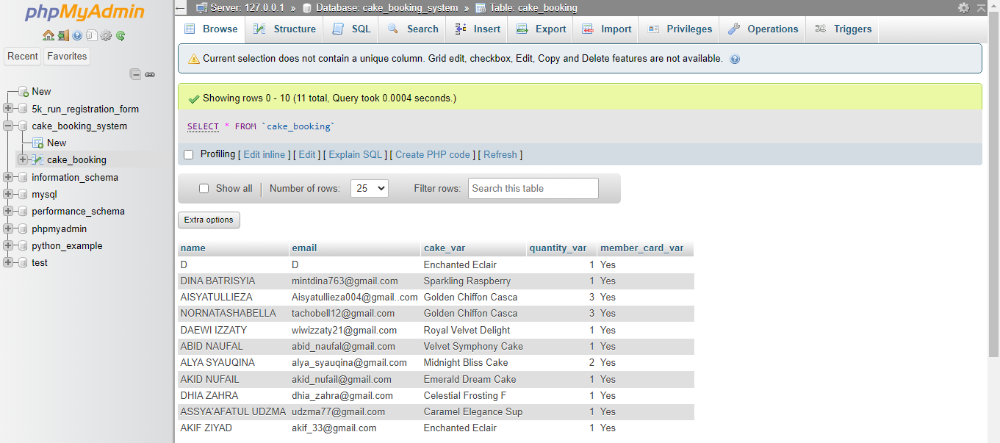 phpMyAdmin
Recent Favorites
New
5k_run_registration_form
cake_booking_system
New
cake_booking
information_schema
mysql
performance_schema
phpmyadmin
python_example
test
Server: 127.0.0.1 » Database: cake_booking_system » Table: cake_booking
Browse Structure SQL Search Insert Export Import Privileges Operations Triggers
Current selection does not contain a unique column. Grid edit, checkbox, Edit, Copy and Delete features are not available.
Showing rows 0 - 10 (11 total, Query took 0.0004 seconds.)
SELECT * FROM `cake_booking`
Profiling [ Edit inline ] [ Edit ] [ Explain SQL ] [ Create PHP code ] [ Refresh ]
Show all | Number of rows: 25 Filter rows: Search this table
Extra options
name email cake_var quantity_var member_card_var
D D Enchanted Eclair 1 Yes
DINA BATRISYIA mintdina763@gmail.com Sparkling Raspberry 1 Yes
AISYATULLIEZA Aisyatullieza004@gmail..com Golden Chiffon Casca 3 Yes
NORNATASHABELLA tachobell12@gmail.com Golden Chiffon Casca 3 Yes
DAEWI IZZATY wiwizzaty21@gmail.com Royal Velvet Delight 1 Yes
ABID NAUFAL abid_naufal@gmail.com Velvet Symphony Cake 1 Yes
ALYA SYAUQINA alya_syauqina@gmail.com Midnight Bliss Cake 2 Yes
AKID NUFAIL akid_nufail@gmail.com Emerald Dream Cake 1 Yes
DHIA ZAHRA dhia_zahra@gmail.com Celestial Frosting F 1 Yes
ASSYA'AFATUL UDZMA udzma77@gmail.com Caramel Elegance Sup 1 Yes
AKIF ZIYAD akif_33@gmail.com Enchanted Eclair 1 Yes